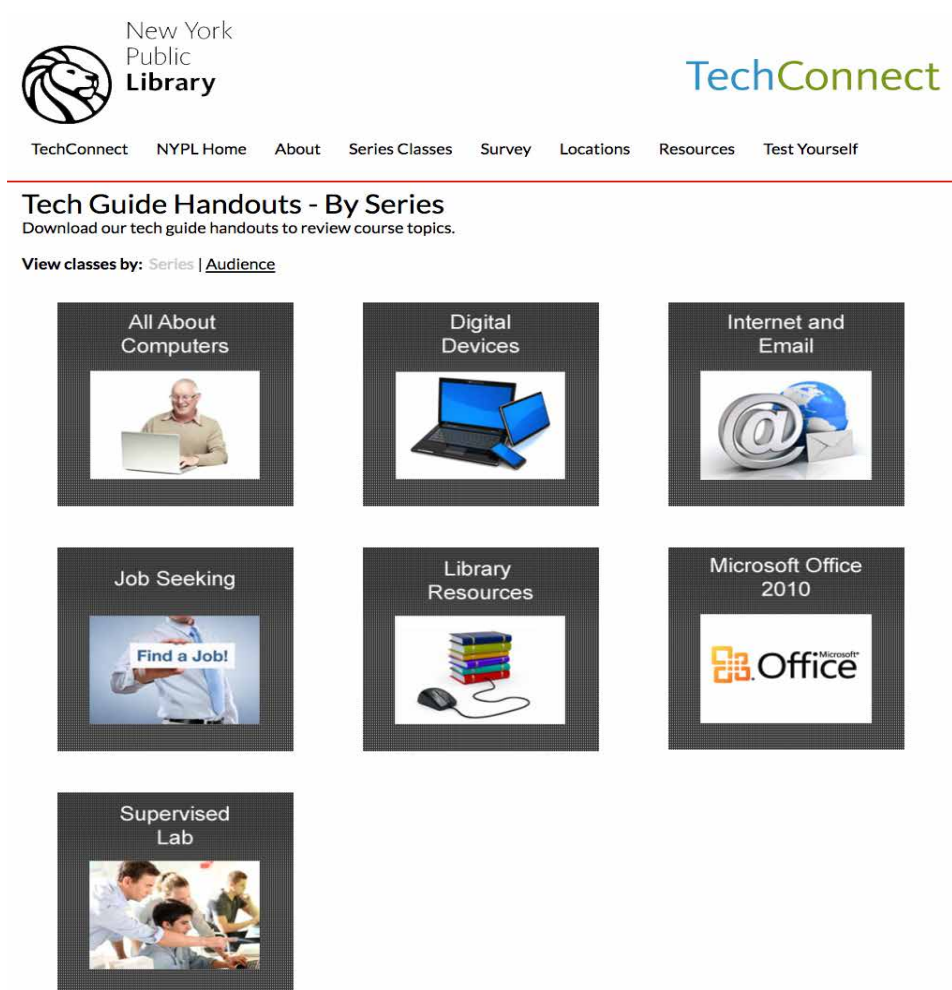 New York
Public
Library
TechConnect
TechConnect NYPL Home About Series Classes Survey Locations Resources Test Yourself
Tech Guide Handouts - By Series
Download our tech guide handouts to review course topics.
View classes by: Series | Audience
All About
Computers
Digital
Devices
Internet and
Email
@
Job Seeking
Find a Job!
Library
Resources
Microsoft Office
2010
Microsoft
Office
Supervised
Lab